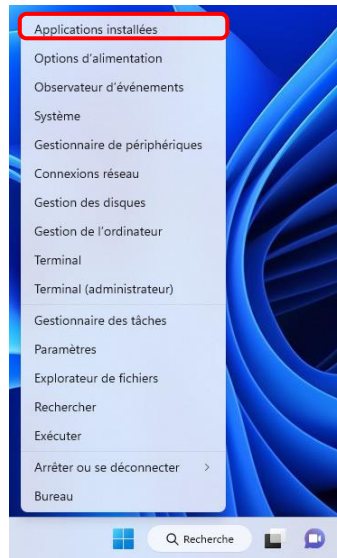 Applications installées
Options d'alimentation
Observateur d'événements
Système
Gestionnaire de périphériques
Connexions réseau
Gestion des disques
Gestion de l'ordinateur
Terminal
Terminal (administrateur)
Gestionnaire des tâches
Paramètres
Explorateur de fichiers
Rechercher
Exécuter
Arrêter ou se déconnecter
Bureau
Recherche